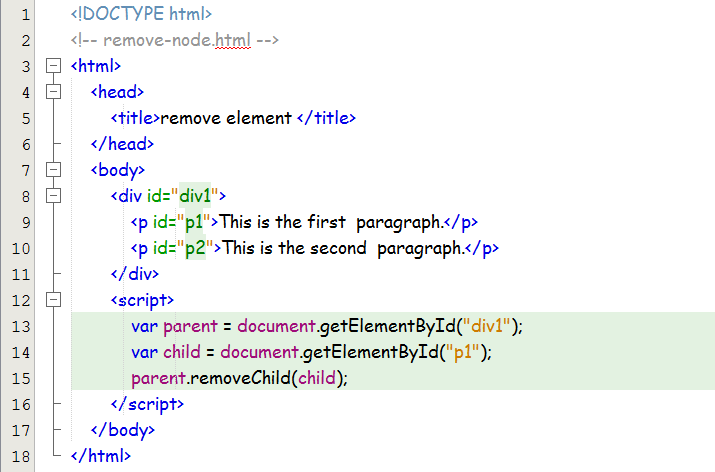 1 <!DOCTYPE html>
2 <!-- remove-node.html -->
3 <html>
4 <head>
5 <title>remove element </title>
6 </head>
7 <body>
8 <div id="div1">
9 <p id="p1">This is the first  paragraph.</p>
10 <p id="p2">This is the second  paragraph.</p>
11 </div>
12 <script>
13 var parent = document.getElementById("div1");
14 var child = document.getElementById("p1");
15 parent.removeChild(child);
16 </script>
17 </body>
18 </html>